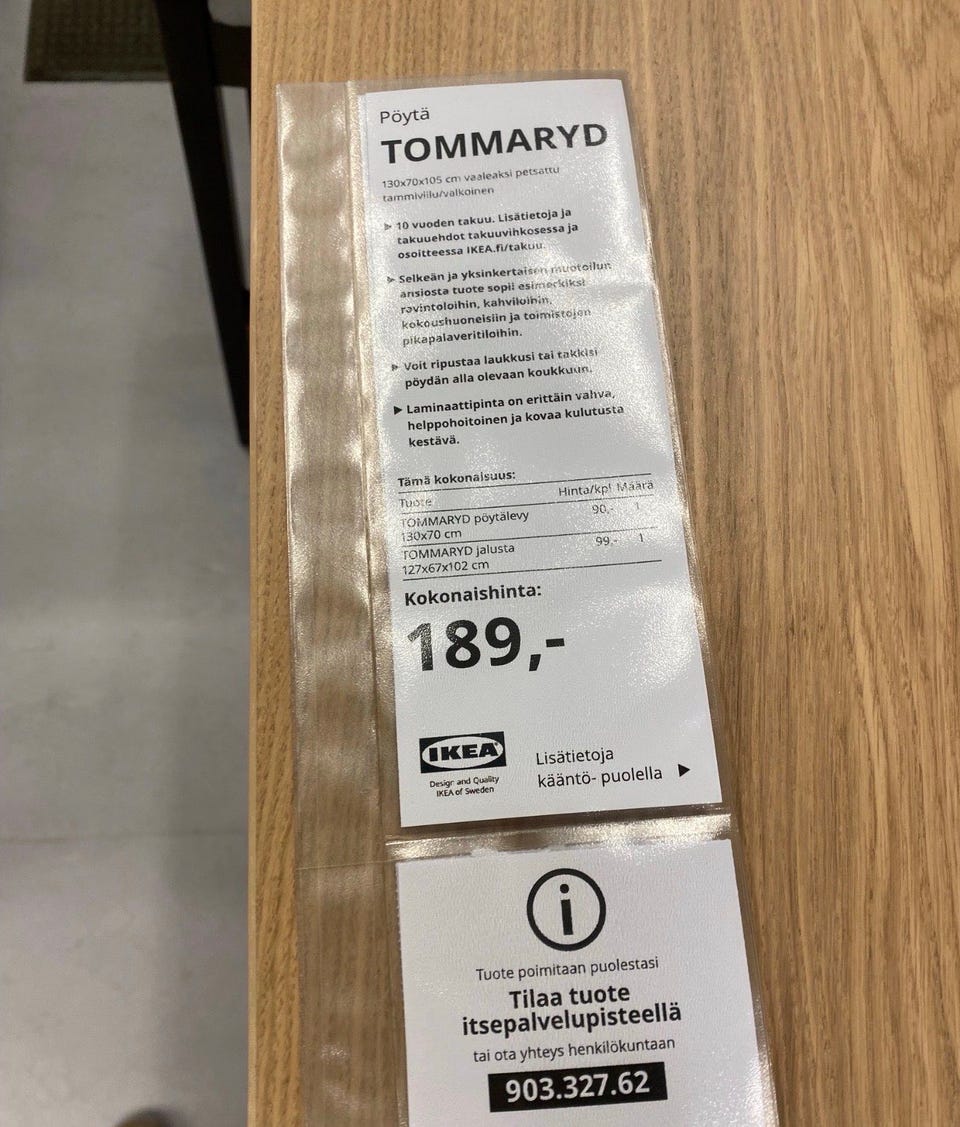 Pöytä
TOMMARYD
130x70x105 cm vaaleaksi petsattu
tammiviilu/valkoinen
▶ 10 vuoden takuu. Lisätietoja ja
takuuehdot takuuvihkosessa ja
osoitteessa IKEA.fi/takuu.
▶ Selkeän ja yksinkertaisen muotoilun
ansiosta tuote sopii esimerkiksi
ravintoloihin, kahviloihin,
kokoushuoneisiin ja toimistojen
pikapalaveritiloihin.
▶ Voit ripustaa laukkusi tai takkisi
pöydän alla olevaan koukkuun.
▶ Laminaattipinta on erittäin vahva,
helppohoitoinen ja kovaa kulutusta
kestävä.
Tämä kokonaisuus:
Tuote Hinta/kpl Määrä
TOMMARYD pöytälevy 90,- 1
130x70 cm
TOMMARYD jalusta 99,- 1
127x67x102 cm
Kokonaishinta:
189,-
IKEA
Design and Quality
IKEA of Sweden
Lisätietoja
kääntö- puolella ▶
i
Tuote poimitaan puolestasi
Tilaa tuote
itsepalvelupisteellä
tai ota yhteys henkilökuntaan
903.327.62